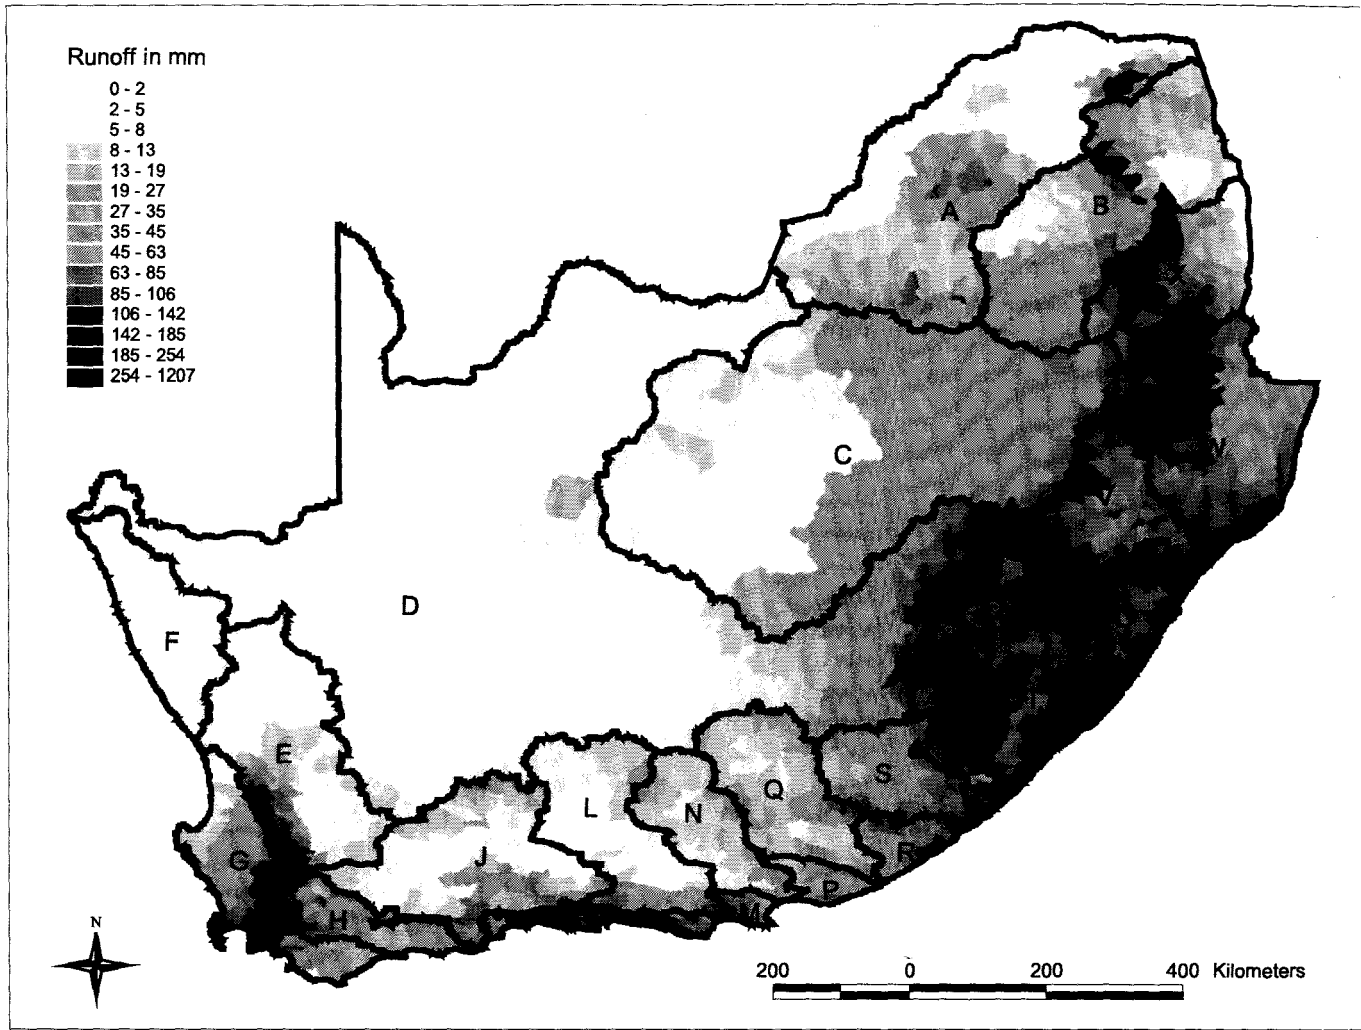 Runoff in mm
0 - 2
2 - 5
5 - 8
8 - 13
13 - 19
19 - 27
27 - 35
35 - 45
45 - 63
63 - 85
85 - 106
106 - 142
142 - 185
185 - 254
254 - 1207
A
B
C
W
V
D
F
E
S
Q
L
N
J
R
G
P
M
H
N
200 0 200 400 Kilometers